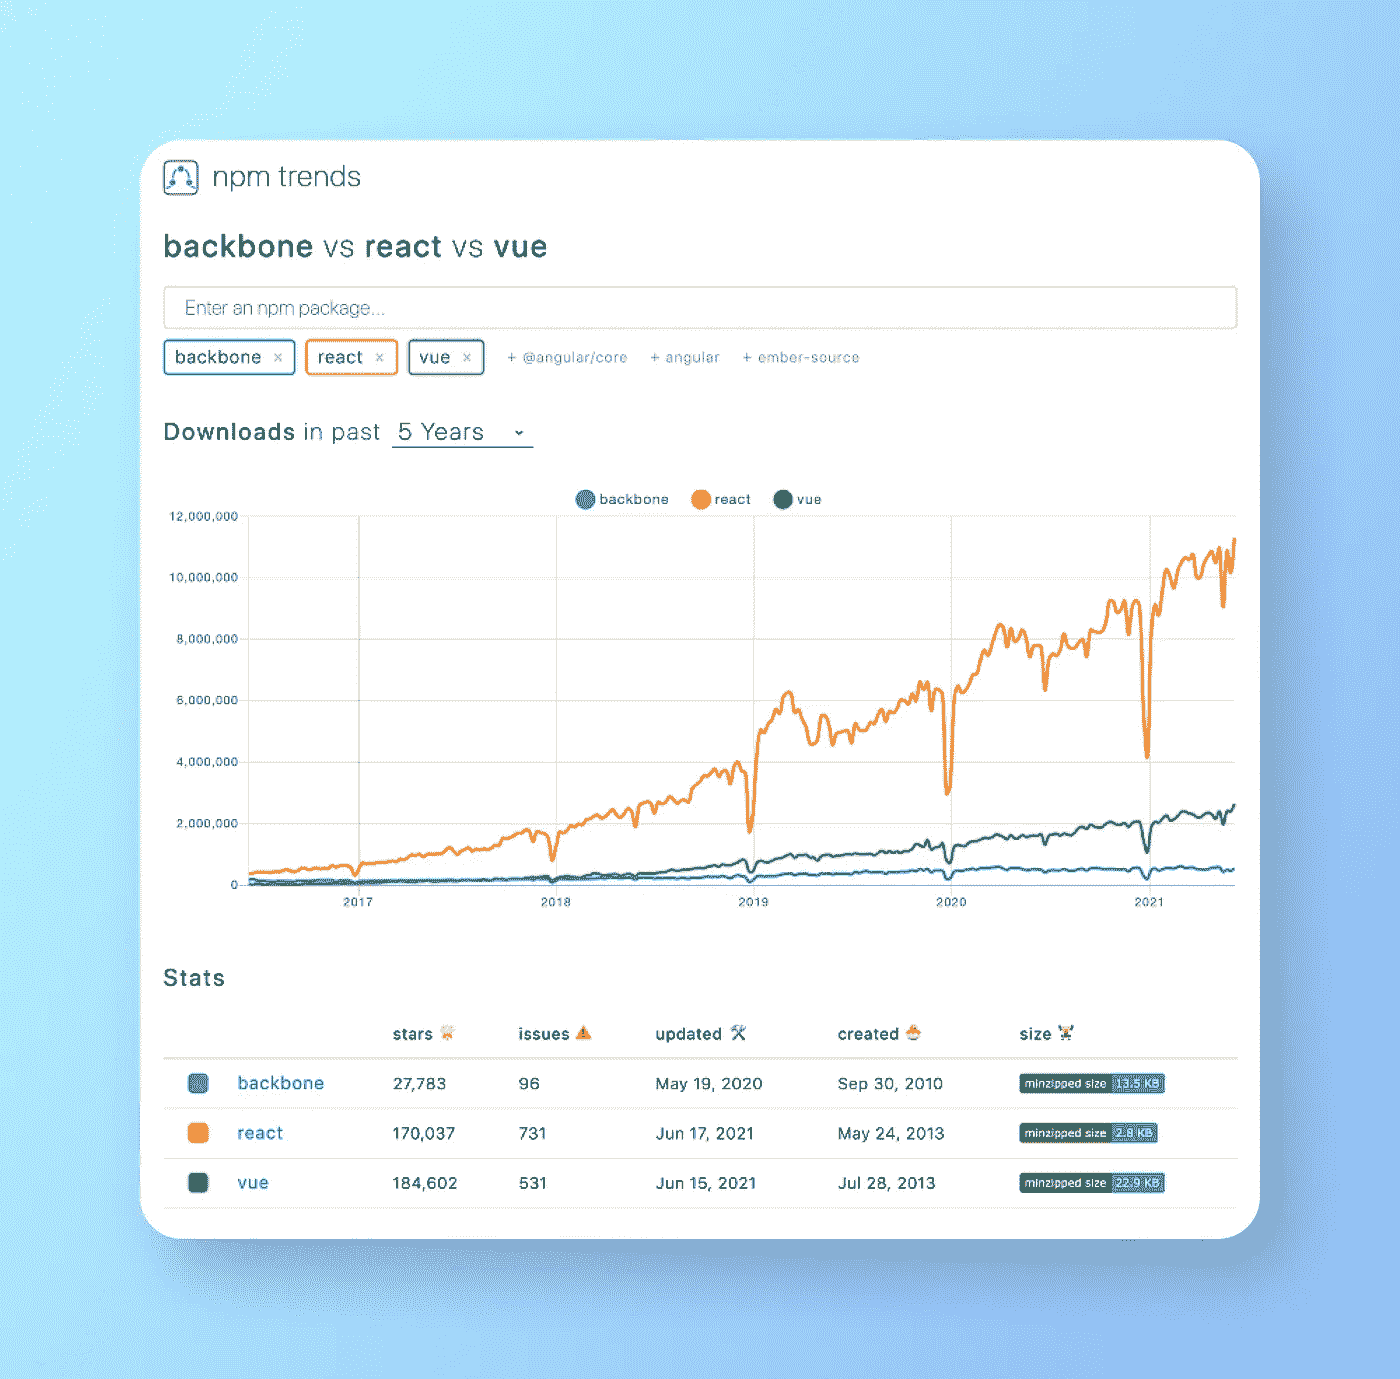 npm trends
backbone vs react vs vue
Enter an npm package...
backbone × react × vue × + @angular/core + angular + ember-source
Downloads in past 5 Years
backbone react vue
12,000,000
10,000,000
8,000,000
6,000,000
4,000,000
2,000,000
0
2017 2018 2019 2020 2021
Stats
stars issues updated created size
backbone 27,783 96 May 19, 2020 Sep 30, 2010 minzipped size 13.5 KB
react 170,037 731 Jun 17, 2021 May 24, 2013 minzipped size 2.8 KB
vue 184,602 531 Jun 15, 2021 Jul 28, 2013 minzipped size 22.9 KB